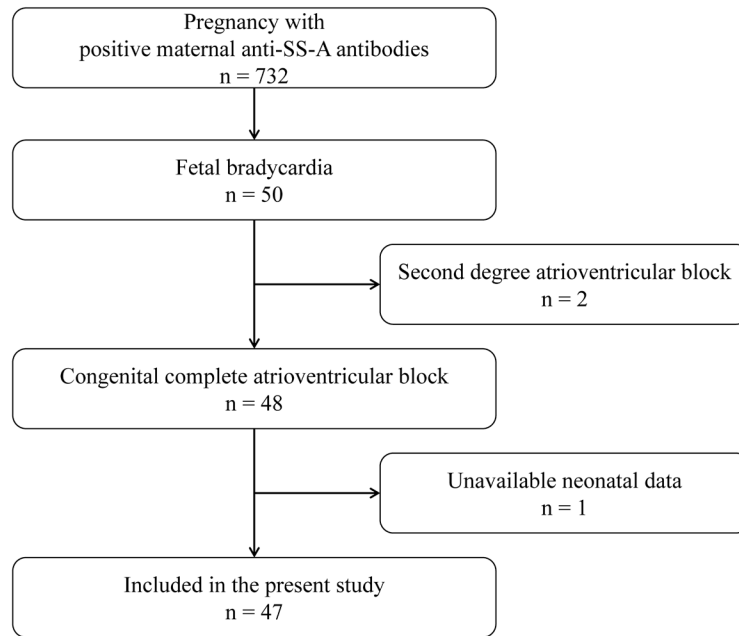 Pregnancy with
positive maternal anti-SS-A antibodies
n = 732
Fetal bradycardia
n = 50
Second degree atrioventricular block
n = 2
Congenital complete atrioventricular block
n = 48
Unavailable neonatal data
n = 1
Included in the present study
n = 47